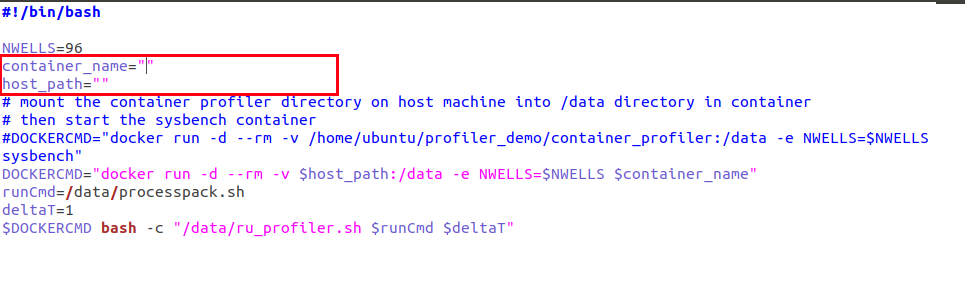 #!/bin/bash
NWELLS=96
container_name=""
host_path=""
# mount the container profiler directory on host machine into /data directory in container
# then start the sysbench container
#DOCKERCMD="docker run -d --rm -v /home/ubuntu/profiler_demo/container_profiler:/data -e NWELLS=$NWELLS
sysbench"
DOCKERCMD="docker run -d --rm -v $host_path:/data -e NWELLS=$NWELLS $container_name"
runCmd=/data/processpack.sh
deltaT=1
$DOCKERCMD bash -c "/data/ru_profiler.sh $runCmd $deltaT"